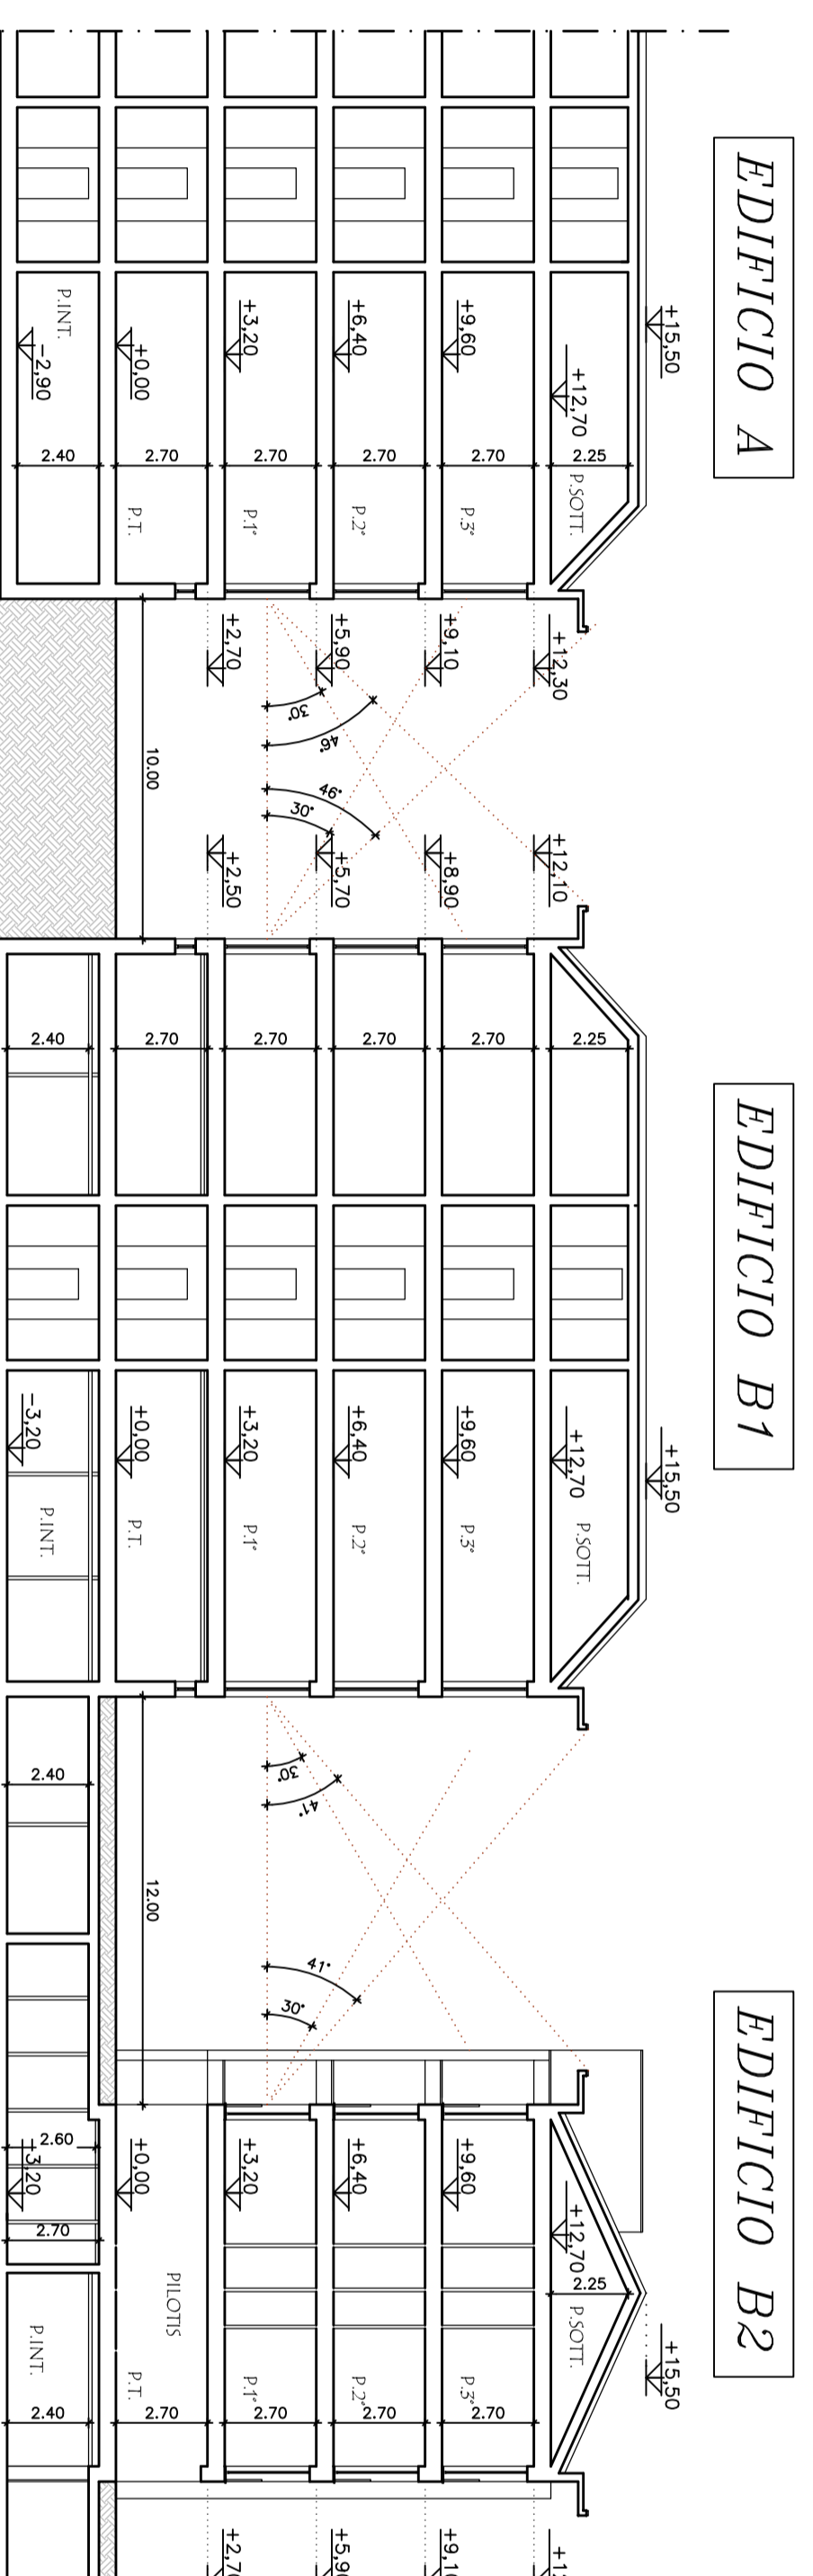 EDIFICIO A
EDIFICIO B1
EDIFICIO B2
+15,50
+12,70
P.SOTT.
2.25
+9,60
P.3°
2.70
+6,40
P.2°
2.70
+3,20
P.1°
2.70
+0,00
P.T.
2.70
P.INT.
-2,90
2.40
+12,30
+9,10
+5,90
+2,70
30°
46°
46°
30°
+12,10
+8,90
+5,70
+2,50
10.00
+15,50
2.25
+12,70
P.SOTT.
2.70
+9,60
P.3°
2.70
+6,40
P.2°
2.70
+3,20
P.1°
2.70
+0,00
P.T.
2.40
-3,20
P.INT.
30°
41°
41°
30°
12.00
2.40
+15,50
+12,70
2.25
P.SOTT.
+9,60
P.3°
2.70
+6,40
P.2°
2.70
+3,20
P.1°
2.70
+0,00
PILOTIS
P.T.
2.70
2.60
+3,20
2.70
P.INT.
2.40
+9,10
+5,90
+2,70